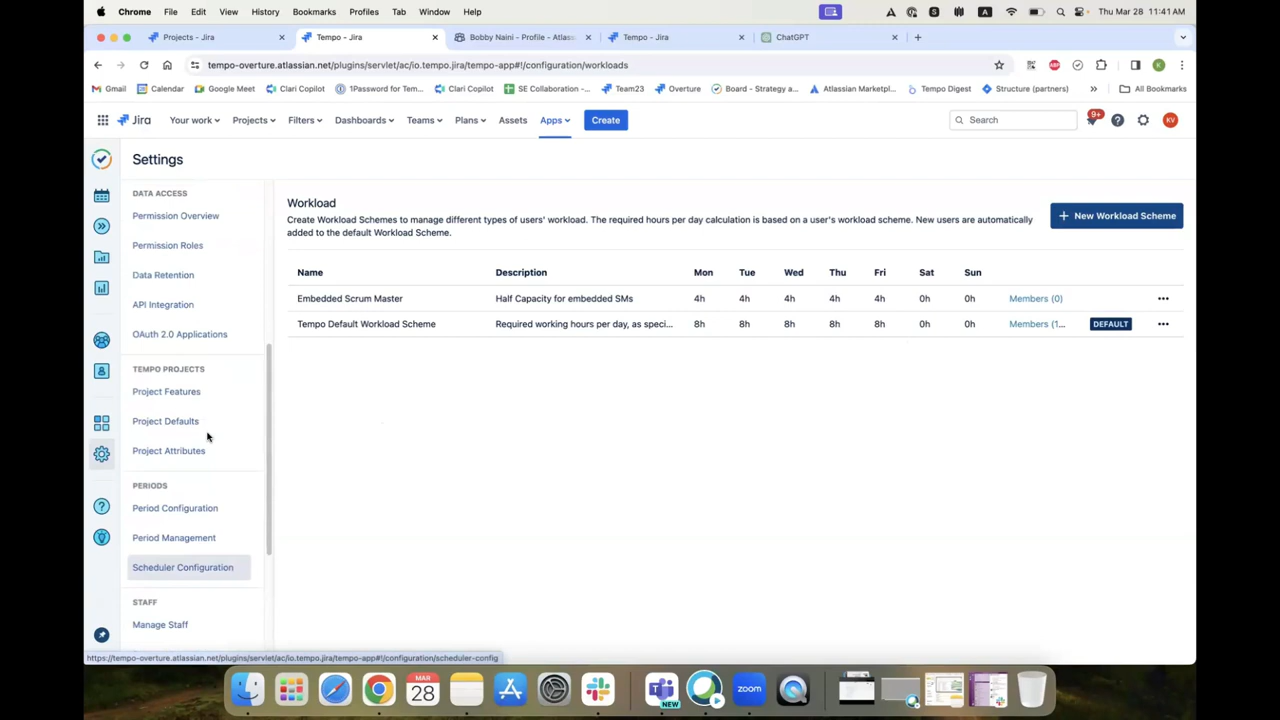 Chrome File Edit View History Bookmarks Profiles Tab Window Help
A Thu Mar 28 11:41 AM
Projects - Jira
Tempo - Jira
Bobby Naini - Profile - Atlass
Tempo - Jira
ChatGPT
tempo-overture.atlassian.net/plugins/servlet/ac/io.tempo.jira/tempo-app#!/configuration/workloads
K
Gmail Calendar Google Meet Clari Copilot 1Password for Tem... Clari Copilot SE Collaboration -... Team23 Overture Board - Strategy a... Atlassian Marketpl... Tempo Digest Structure (partners) All Bookmarks
Jira Your work Projects Filters Dashboards Teams Plans Assets Apps Create Search 9+ KV
Settings
DATA ACCESS
Permission Overview
Permission Roles
Data Retention
API Integration
OAuth 2.0 Applications
TEMPO PROJECTS
Project Features
Project Defaults
Project Attributes
PERIODS
Period Configuration
Period Management
Scheduler Configuration
STAFF
Manage Staff
Workload
Create Workload Schemes to manage different types of users' workload. The required hours per day calculation is based on a user's workload scheme. New users are automatically
added to the default Workload Scheme.
+ New Workload Scheme
Name Description Mon Tue Wed Thu Fri Sat Sun
Embedded Scrum Master Half Capacity for embedded SMs 4h 4h 4h 4h 4h 0h 0h Members (0)
Tempo Default Workload Scheme Required working hours per day, as speci... 8h 8h 8h 8h 8h 0h 0h Members (1... DEFAULT
https://tempo-overture.atlassian.net/plugins/servlet/ac/io.tempo.jira/tempo-app#!/configuration/scheduler-config
MAR
28
NEW
zoom